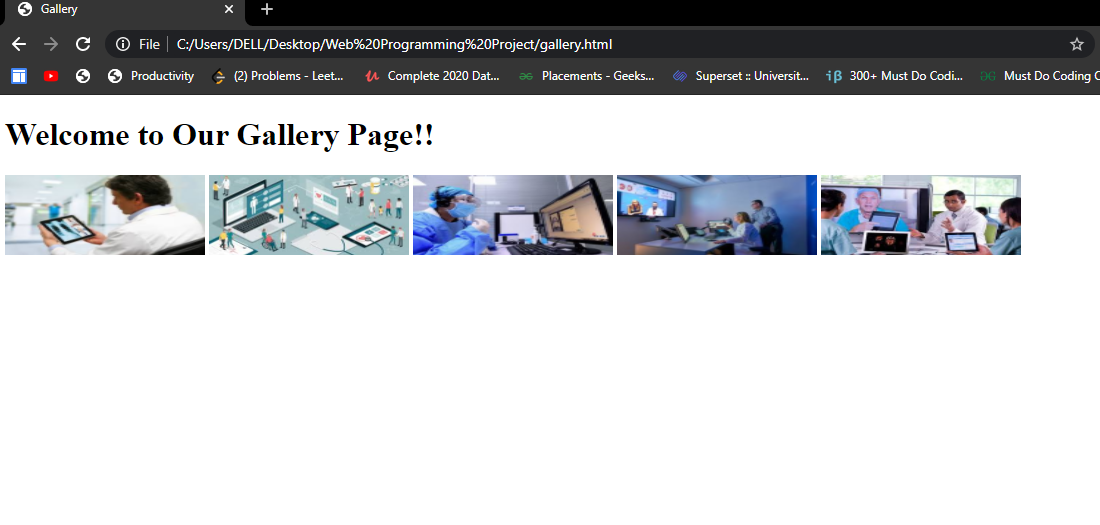 Gallery
File C:/Users/DELL/Desktop/Web%20Programming%20Project/gallery.html
Productivity (2) Problems - Leet... Complete 2020 Dat... Placements - Geeks... Superset :: Universit... 300+ Must Do Codi... Must Do Coding
Welcome to Our Gallery Page!!